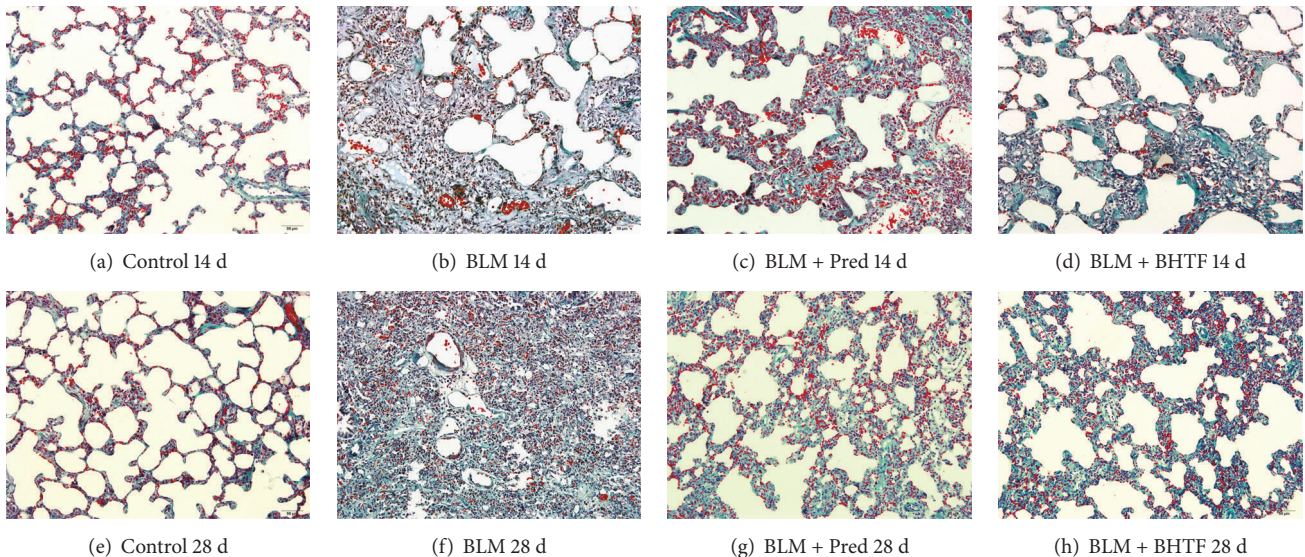 (a) Control 14 d
(b) BLM 14 d
(c) BLM + Pred 14 d
(d) BLM + BHTF 14 d
(e) Control 28 d
(f) BLM 28 d
(g) BLM + Pred 28 d
(h) BLM + BHTF 28 d